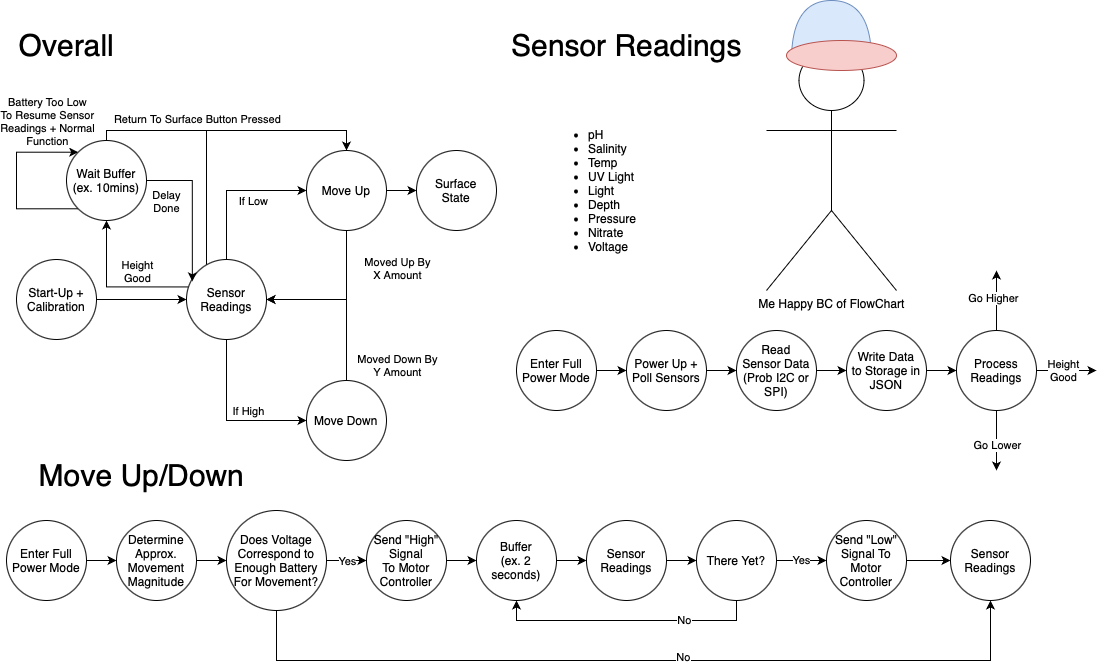 Overall
Battery Too Low
To Resume Sensor
Readings + Normal
Function
Return To Surface Button Pressed
Wait Buffer
(ex. 10mins)
Delay
Done
If Low
Move Up
Surface
State
Height
Good
Moved Up By
X Amount
Start-Up +
Calibration
Sensor
Readings
Moved Down By
Y Amount
If High
Move Down
Sensor Readings
pH
Salinity
Temp
UV Light
Light
Depth
Pressure
Nitrate
Voltage
Me Happy BC of FlowChart
Enter Full
Power Mode
Power Up +
Poll Sensors
Read
Sensor Data
(Prob I2C or
SPI)
Write Data
to Storage in
JSON
Process
Readings
Go Higher
Height
Good
Go Lower
Move Up/Down
Enter Full
Power Mode
Determine
Approx.
Movement
Magnitude
Does Voltage
Correspond to
Enough Battery
For Movement?
Yes
Send "High"
Signal
To Motor
Controller
Buffer
(ex. 2
seconds)
Sensor
Readings
There Yet?
Yes
Send "Low"
Signal To
Motor
Controller
Sensor
Readings
No
No